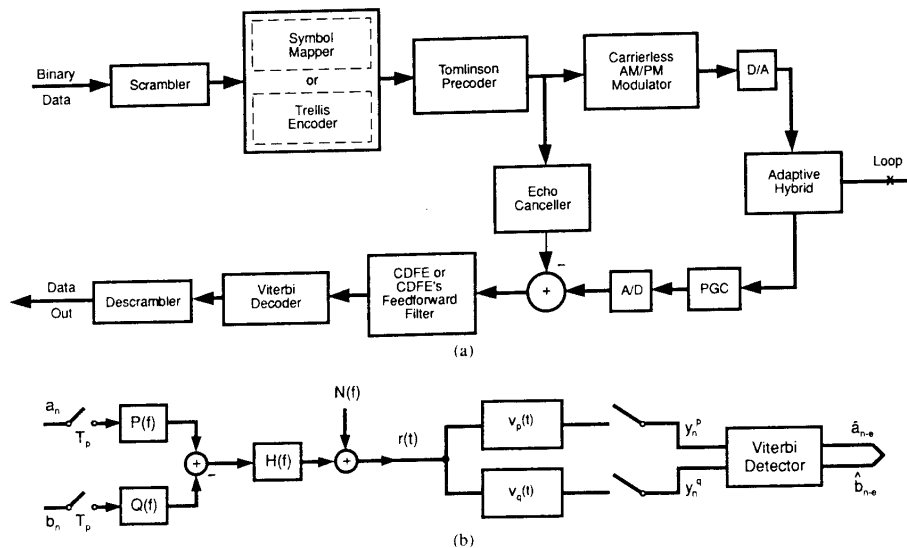 Symbol
Mapper
or
Trellis
Encoder
Binary
Data
Scrambler
Tomlinson
Precoder
Carrierless
AM/PM
Modulator
D/A
Loop
Adaptive
Hybrid
Echo
Canceller
−
+
Data
Out
Descrambler
Viterbi
Decoder
CDFE or
CDFE's
Feedforward
Filter
A/D
PGC
(a)
N(f)
a_n
T_p
P(f)
+
−
H(f)
+
r(t)
v_p(t)
y_n^p
Viterbi
Detector
â_{n-e}
b̂_{n-e}
b_n
T_p
Q(f)
v_q(t)
y_n^q
(b)